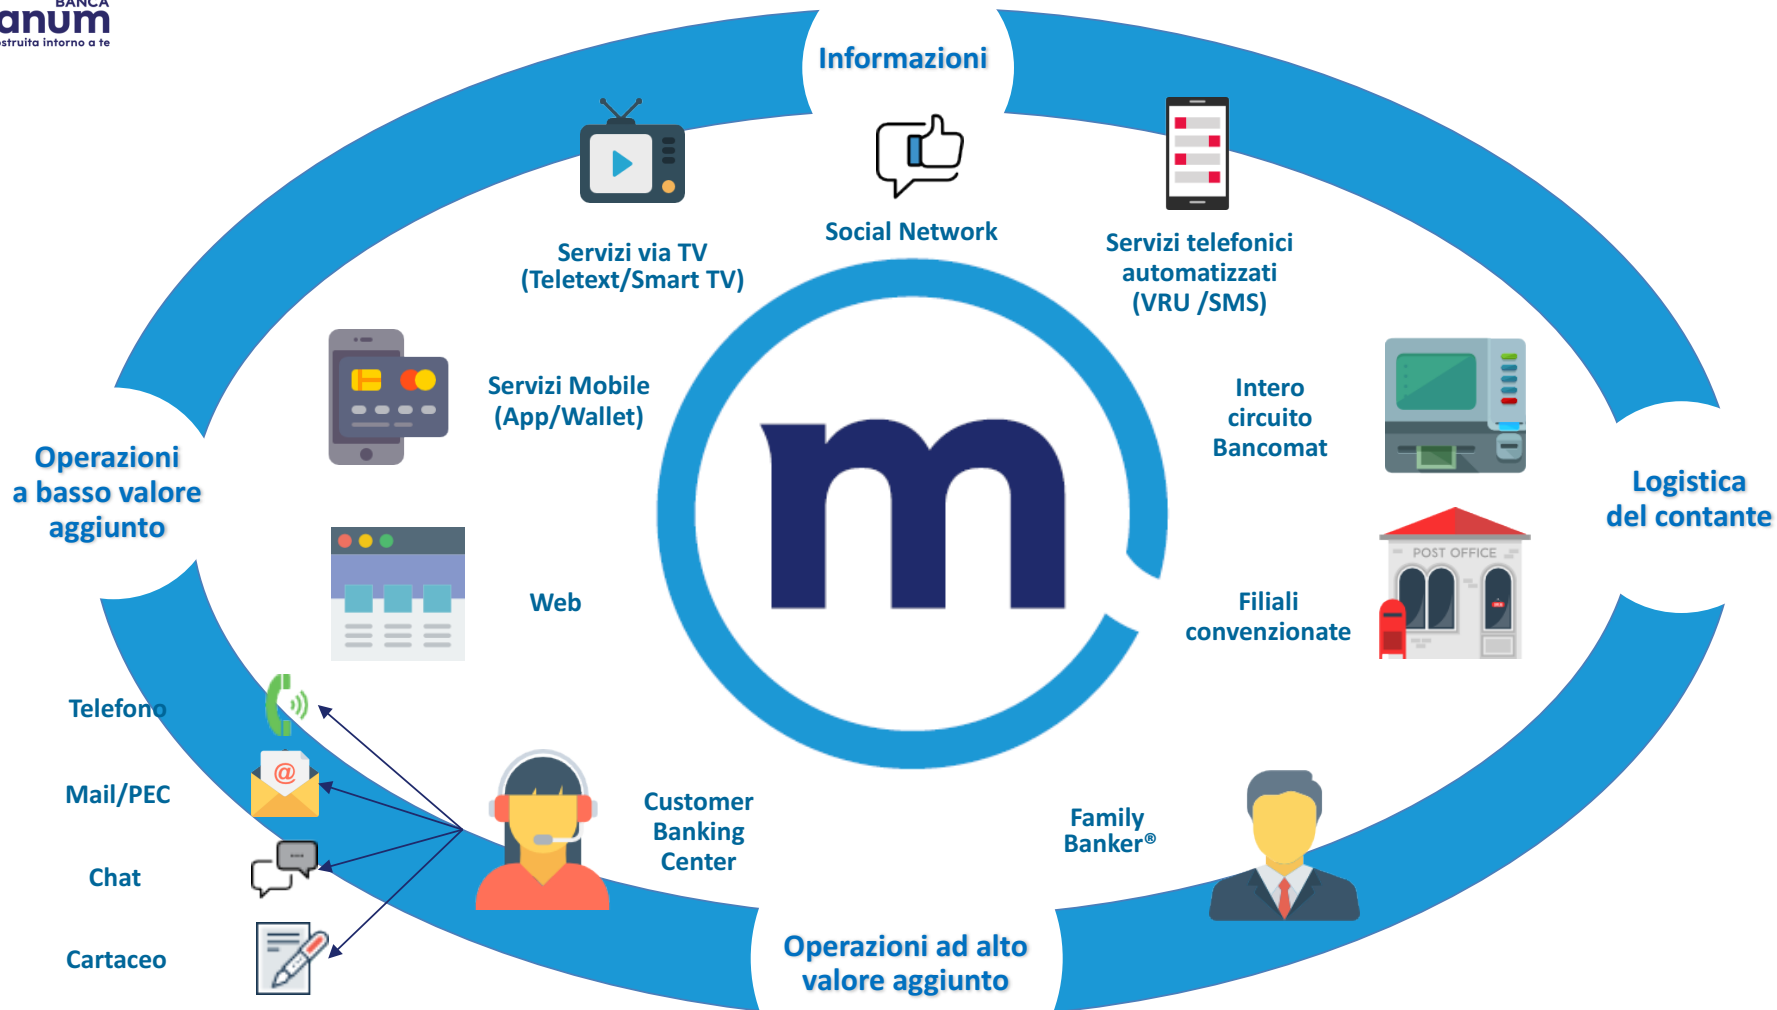 BANCA
anum
ostruita intorno a te
Informazioni
Servizi via TV
(Teletext/Smart TV)
Social Network
Servizi telefonici
automatizzati
(VRU /SMS)
Servizi Mobile
(App/Wallet)
Intero
circuito
Bancomat
Operazioni
a basso valore
aggiunto
Logistica
del contante
m
POST OFFICE
Web
Filiali
convenzionate
Telefono
Mail/PEC
@
Chat
Cartaceo
Customer
Banking
Center
Family
Banker®
Operazioni ad alto
valore aggiunto